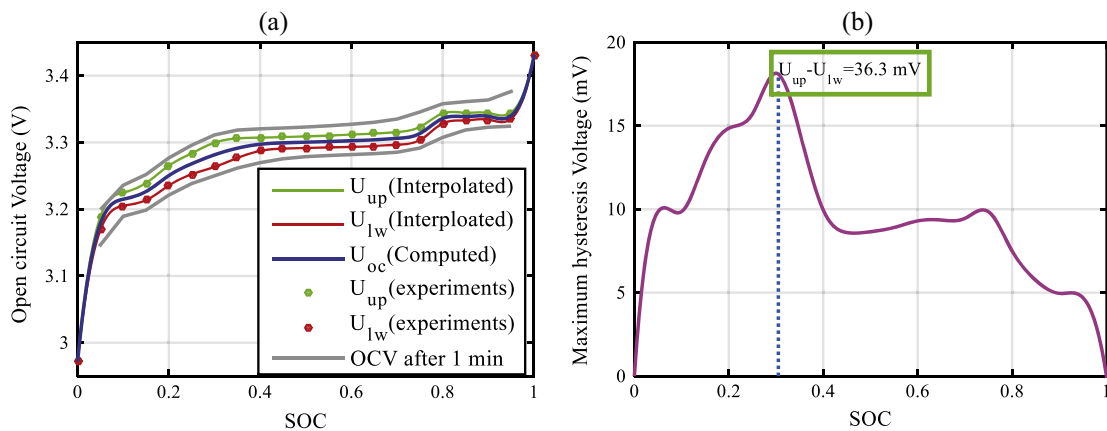 (a)
3.4
3.3
3.2
3.1
3
0
0.2
0.4
0.6
0.8
1
SOC
Open circuit Voltage (V)
U_up(Interpolated)
U_lw(Interploated)
U_oc(Computed)
U_up(experiments)
U_lw(experiments)
OCV after 1 min
(b)
20
15
10
5
0
0
0.2
0.4
0.6
0.8
1
SOC
Maximum hysteresis Voltage (mV)
U_up-U_lw=36.3 mV